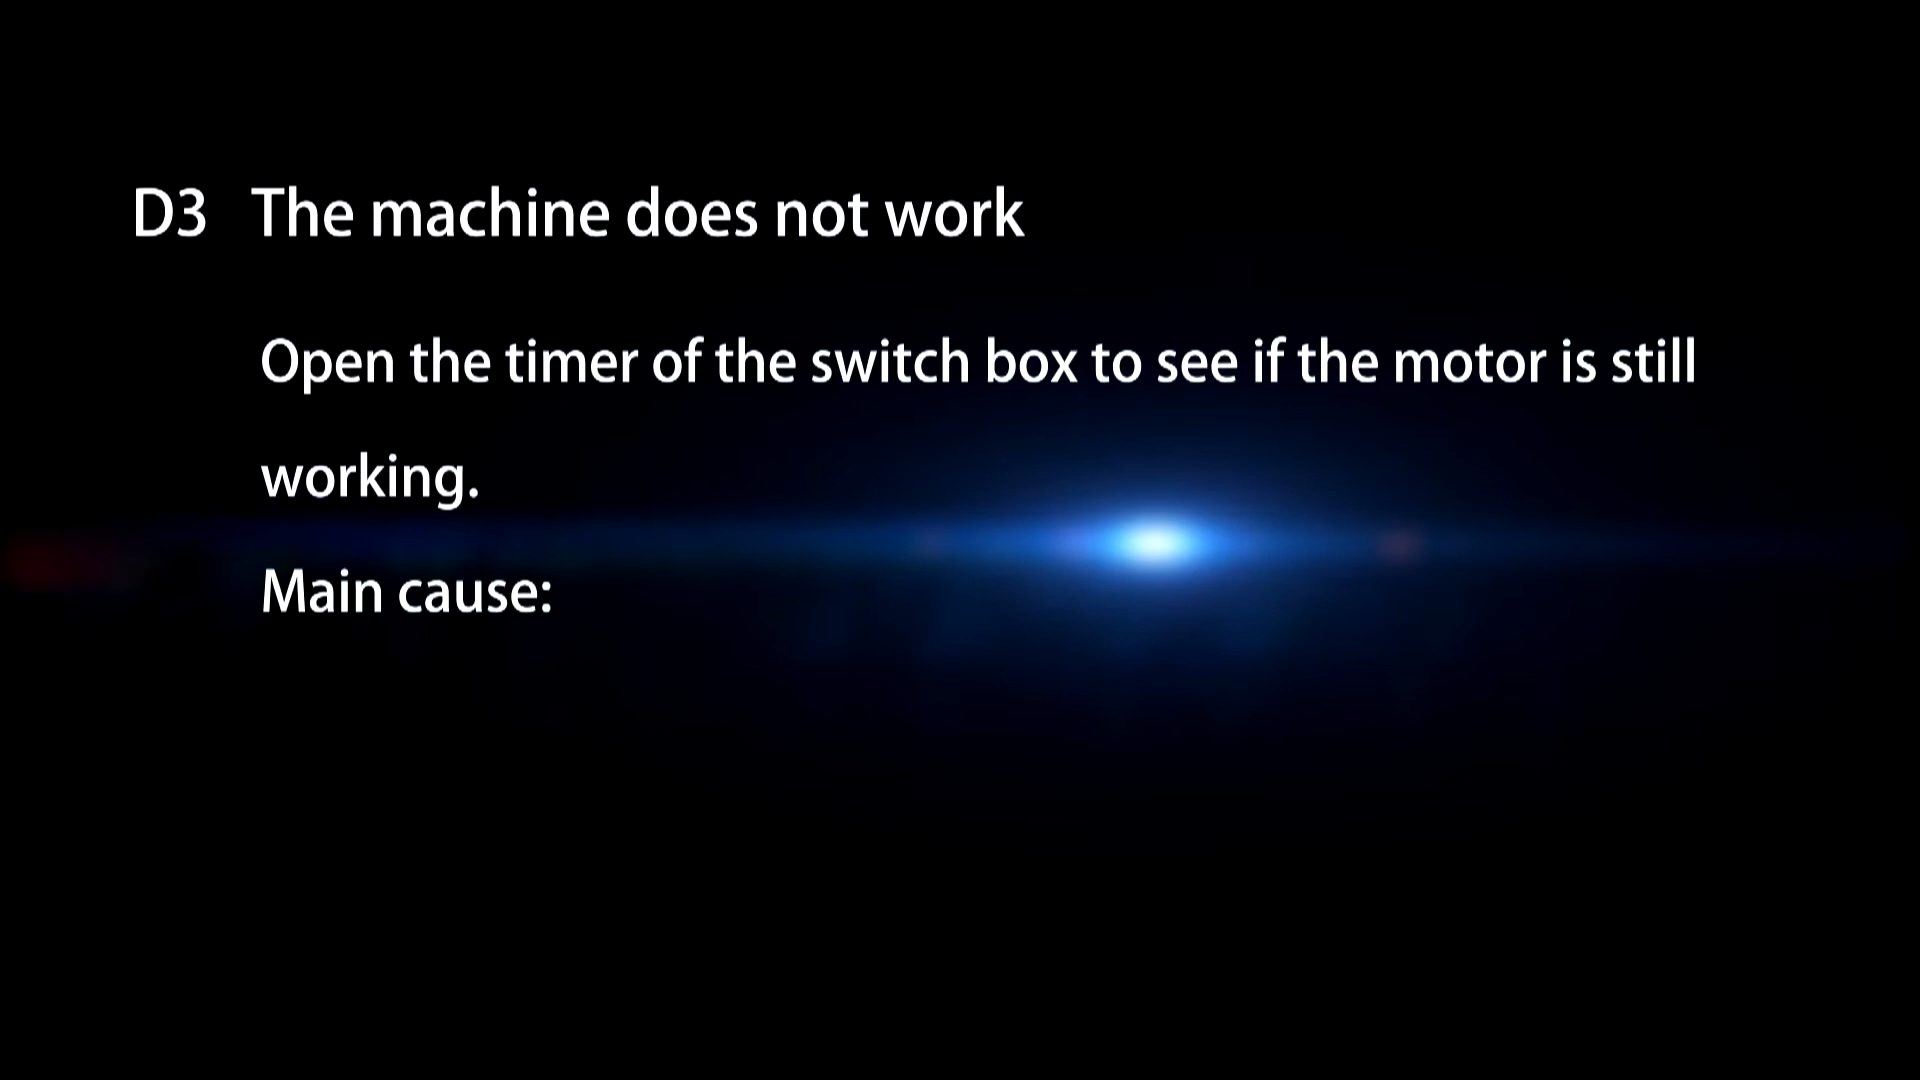 D3 The machine does not work
Open the timer of the switch box to see if the motor is still
working.
Main cause: